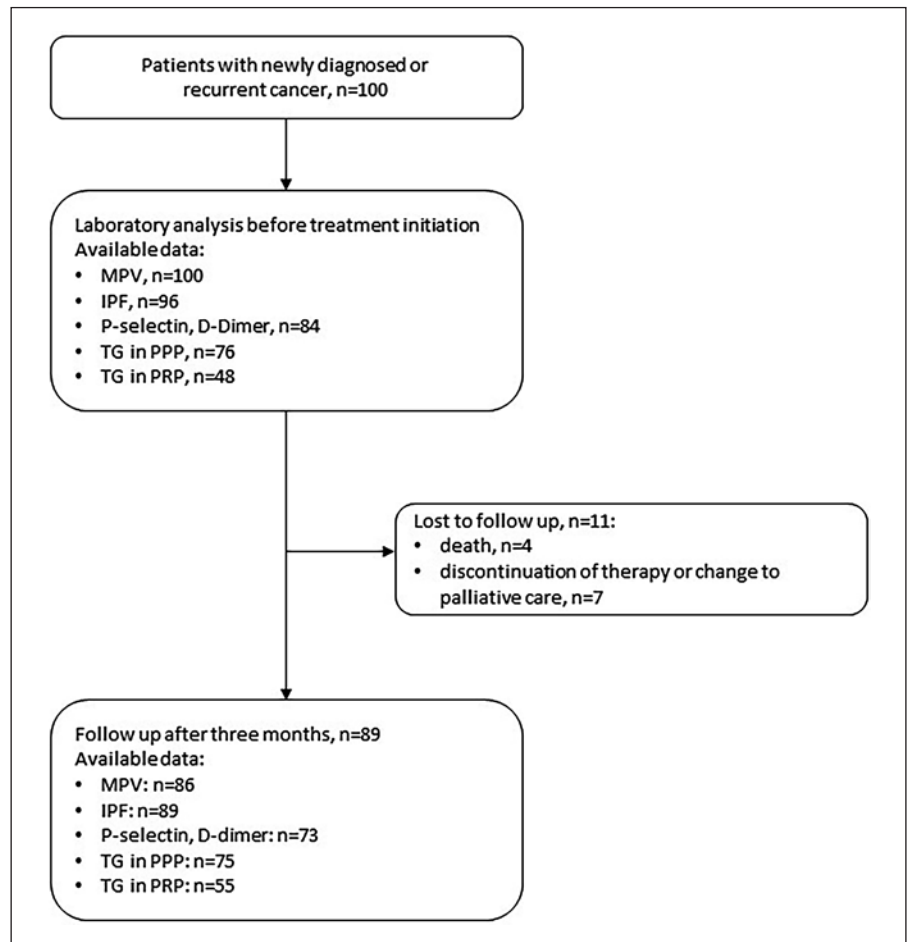 Patients with newly diagnosed or
recurrent cancer, n=100
Laboratory analysis before treatment initiation
Available data:
• MPV, n=100
• IPF, n=96
• P-selectin, D-Dimer, n=84
• TG in PPP, n=76
• TG in PRP, n=48
Lost to follow up, n=11:
• death, n=4
• discontinuation of therapy or change to
palliative care, n=7
Follow up after three months, n=89
Available data:
• MPV: n=86
• IPF: n=89
• P-selectin, D-dimer: n=73
• TG in PPP: n=75
• TG in PRP: n=55